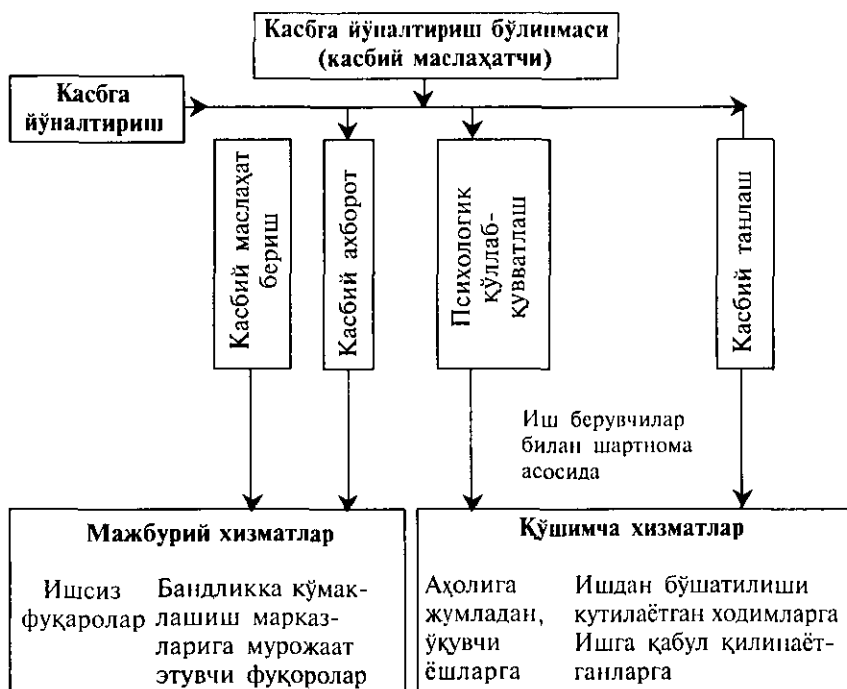 Касбга йўналтириш бўлинмаси
(касбий маслаҳатчи)
Касбга
йўналтириш
Касбий маслаҳат
бериш
Касбий ахборот
Психологик
қўллаб-
қувватлаш
Касбий танлаш
Иш берувчилар
билан шартнома
асосида
Мажбурий хизматлар
Ишсиз
фуқаролар
Бандликка кўмак-
лашиш марказ-
ларига мурожаат
этувчи фуқоролар
Қўшимча хизматлар
Аҳолига
жумладан,
ўқувчи
ёшларга
Ишдан бўшатилиши
кутилаётган ходимларга
Ишга қабул қилинаёт-
ганларга